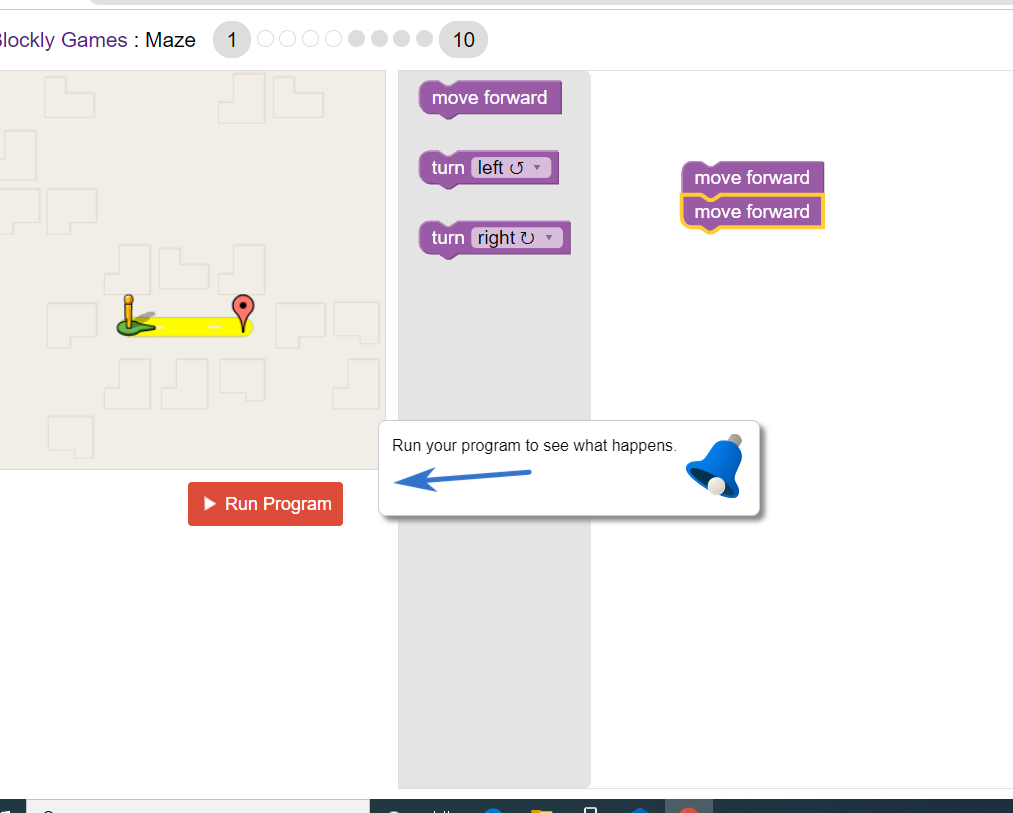 Blockly Games : Maze 1 10
move forward
turn left ↺ ▾
turn right ↻ ▾
move forward
move forward
Run your program to see what happens.
Run Program